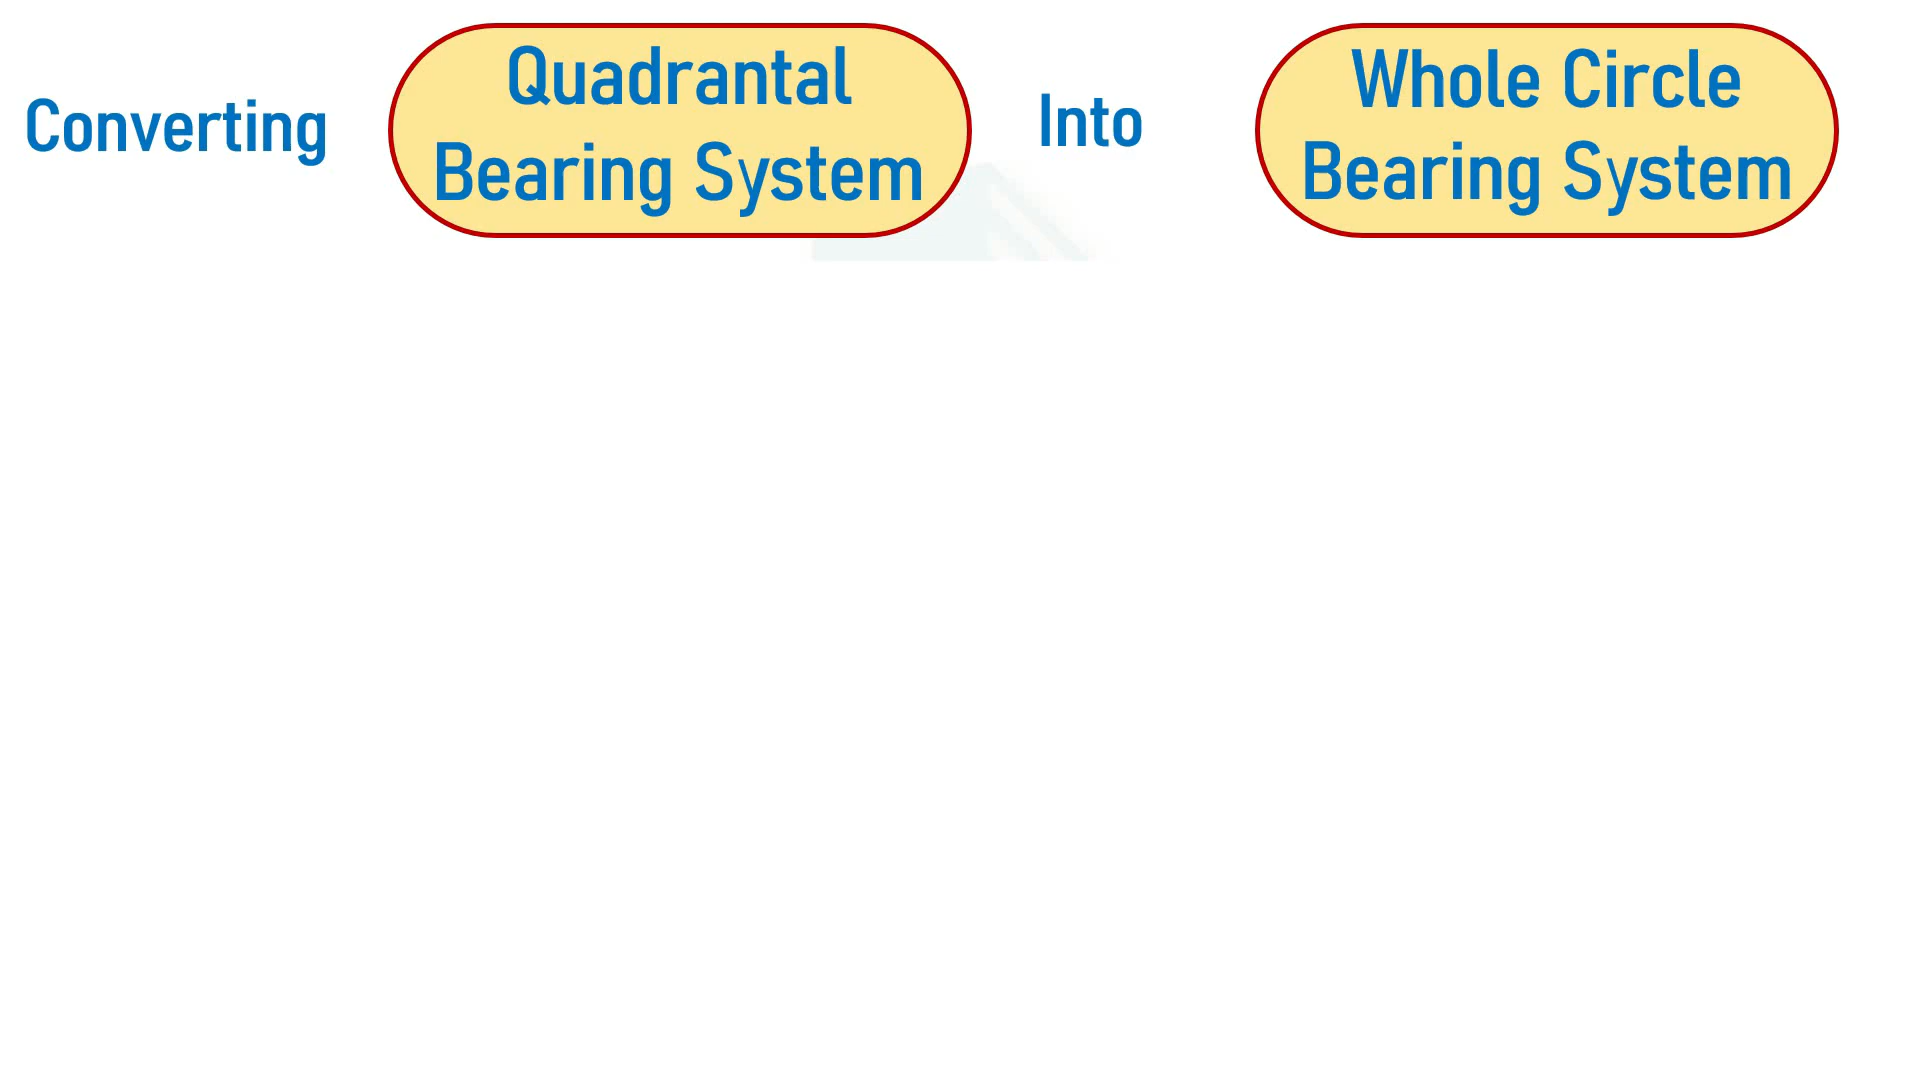 Converting
Quadrantal
Bearing System
Into
Whole Circle
Bearing System